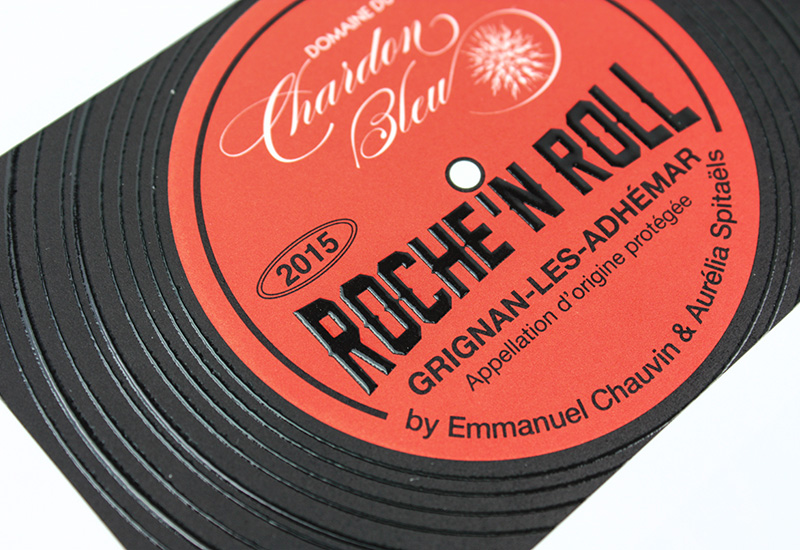 DOMAINE DU
Chardon
Bleu
2015
ROCHE'N ROLL
GRIGNAN-LES-ADHÉMAR
Appellation d'origine protégée
by Emmanuel Chauvin & Aurélia Spitaëls